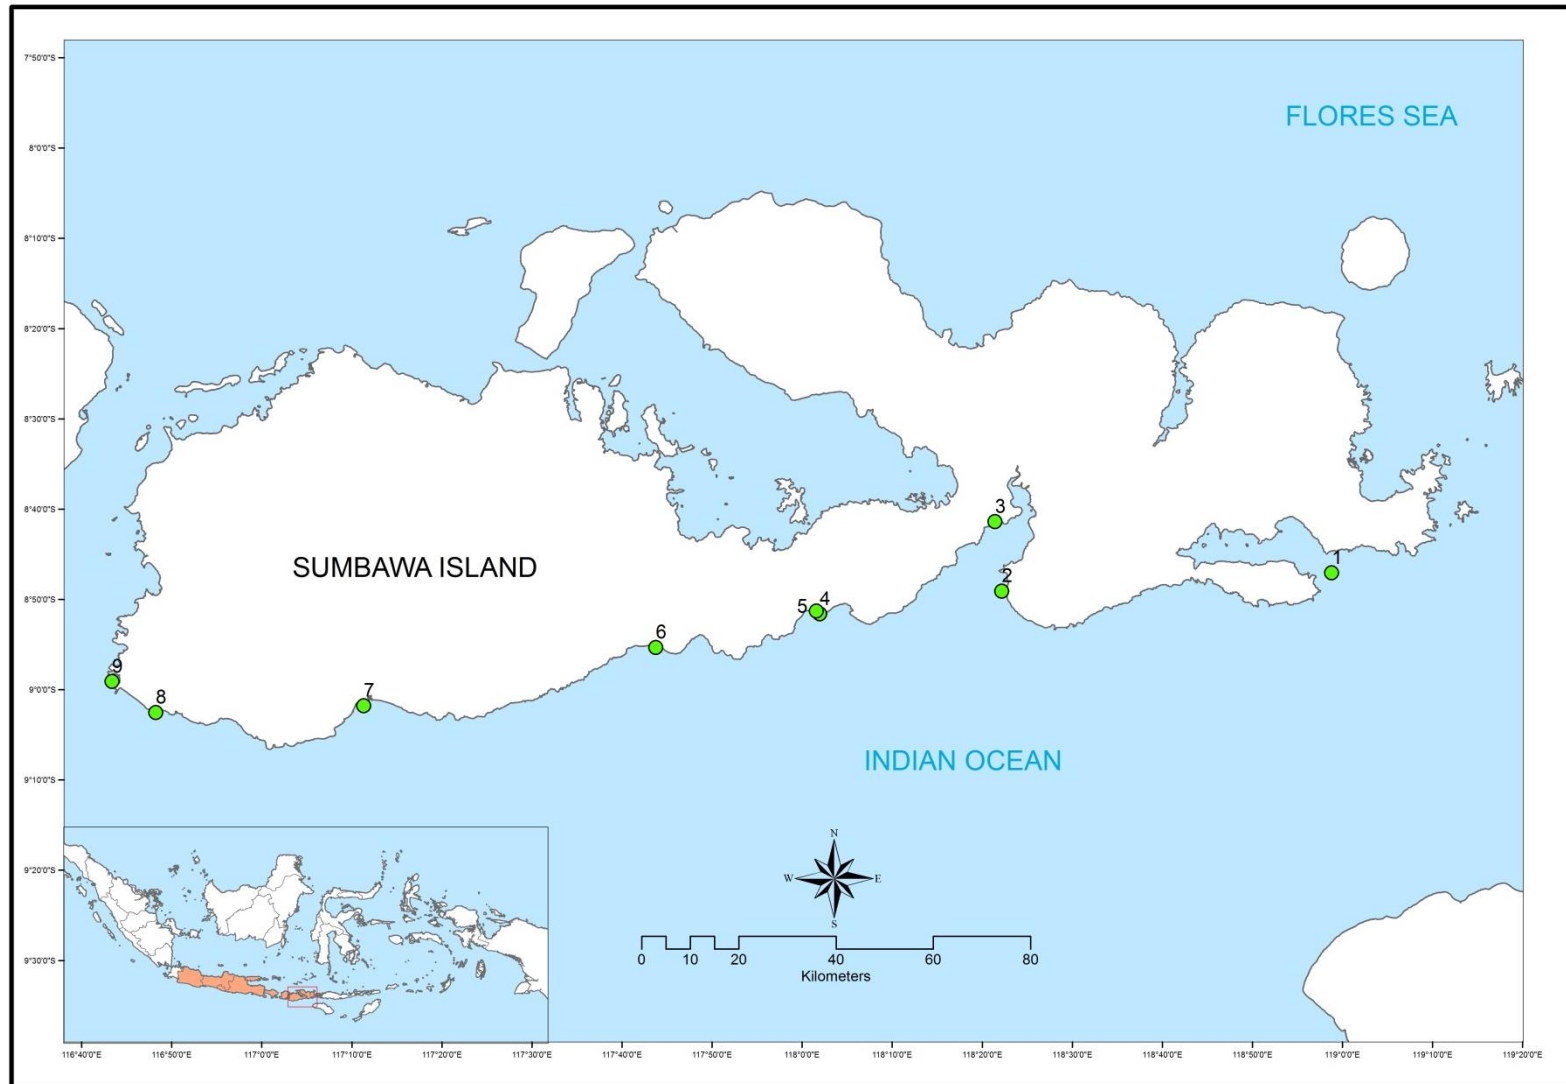 7°50'0"S
FLORES SEA
8°0'0"S
8°10'0"S
8°20'0"S
8°30'0"S
8°40'0"S
3
SUMBAWA ISLAND
1
2
8°50'0"S
5
4
6
9
7
8
9°0'0"S
INDIAN OCEAN
9°10'0"S
N
9°20'0"S
W
E
S
9°30'0"S
0 10 20 40 60 80
Kilometers
116°40'0"E 116°50'0"E 117°0'0"E 117°10'0"E 117°20'0"E 117°30'0"E 117°40'0"E 117°50'0"E 118°0'0"E 118°10'0"E 118°20'0"E 118°30'0"E 118°40'0"E 118°50'0"E 119°0'0"E 119°10'0"E 119°20'0"E